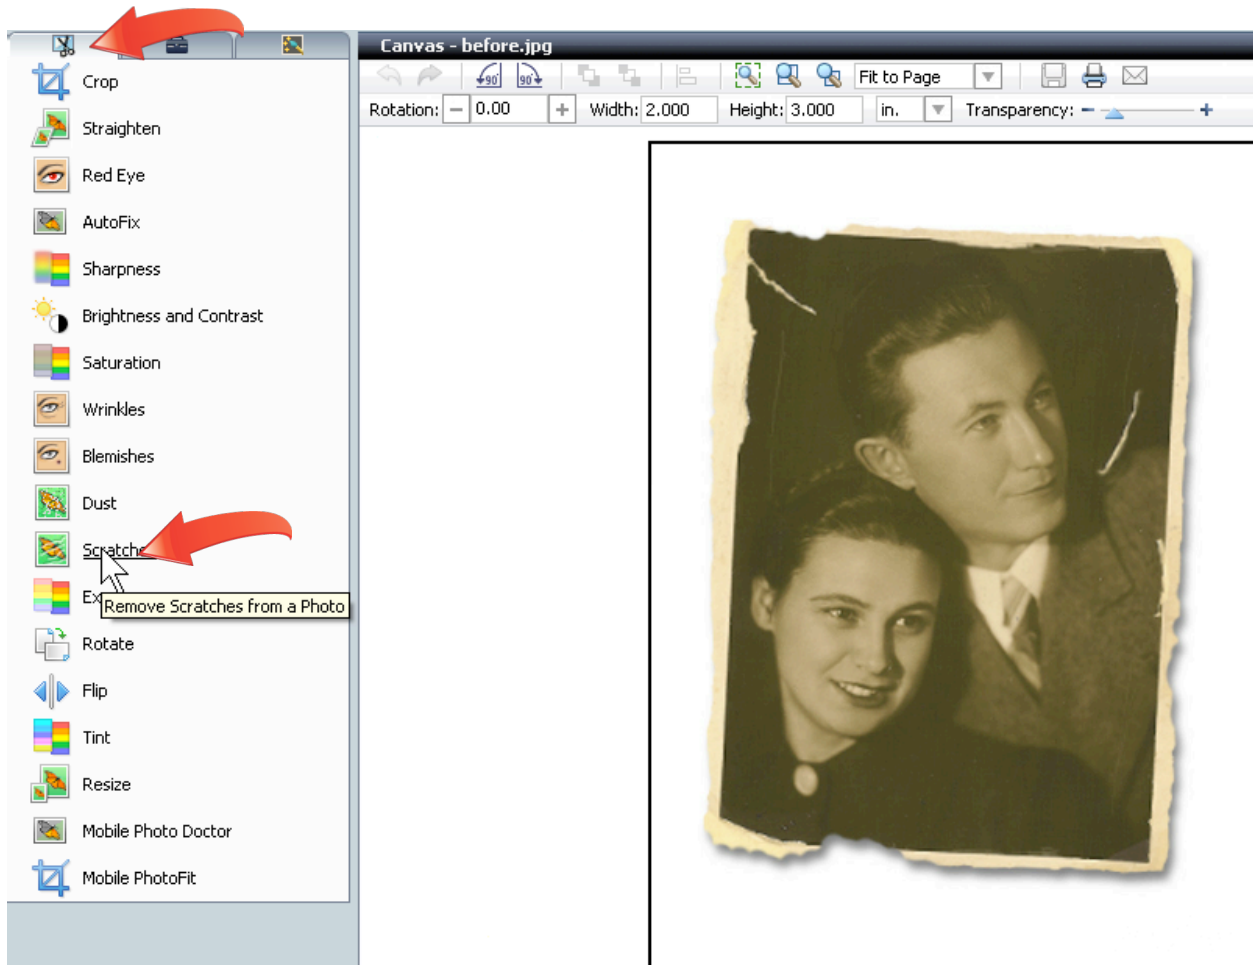 Canvas - before.jpg
90° 90° Fit to Page
Rotation: 0.00 Width: 2.000 Height: 3.000 in. Transparency:
Crop
Straighten
Red Eye
AutoFix
Sharpness
Brightness and Contrast
Saturation
Wrinkles
Blemishes
Dust
Remove Scratches from a Photo
Rotate
Flip
Tint
Resize
Mobile Photo Doctor
Mobile PhotoFit